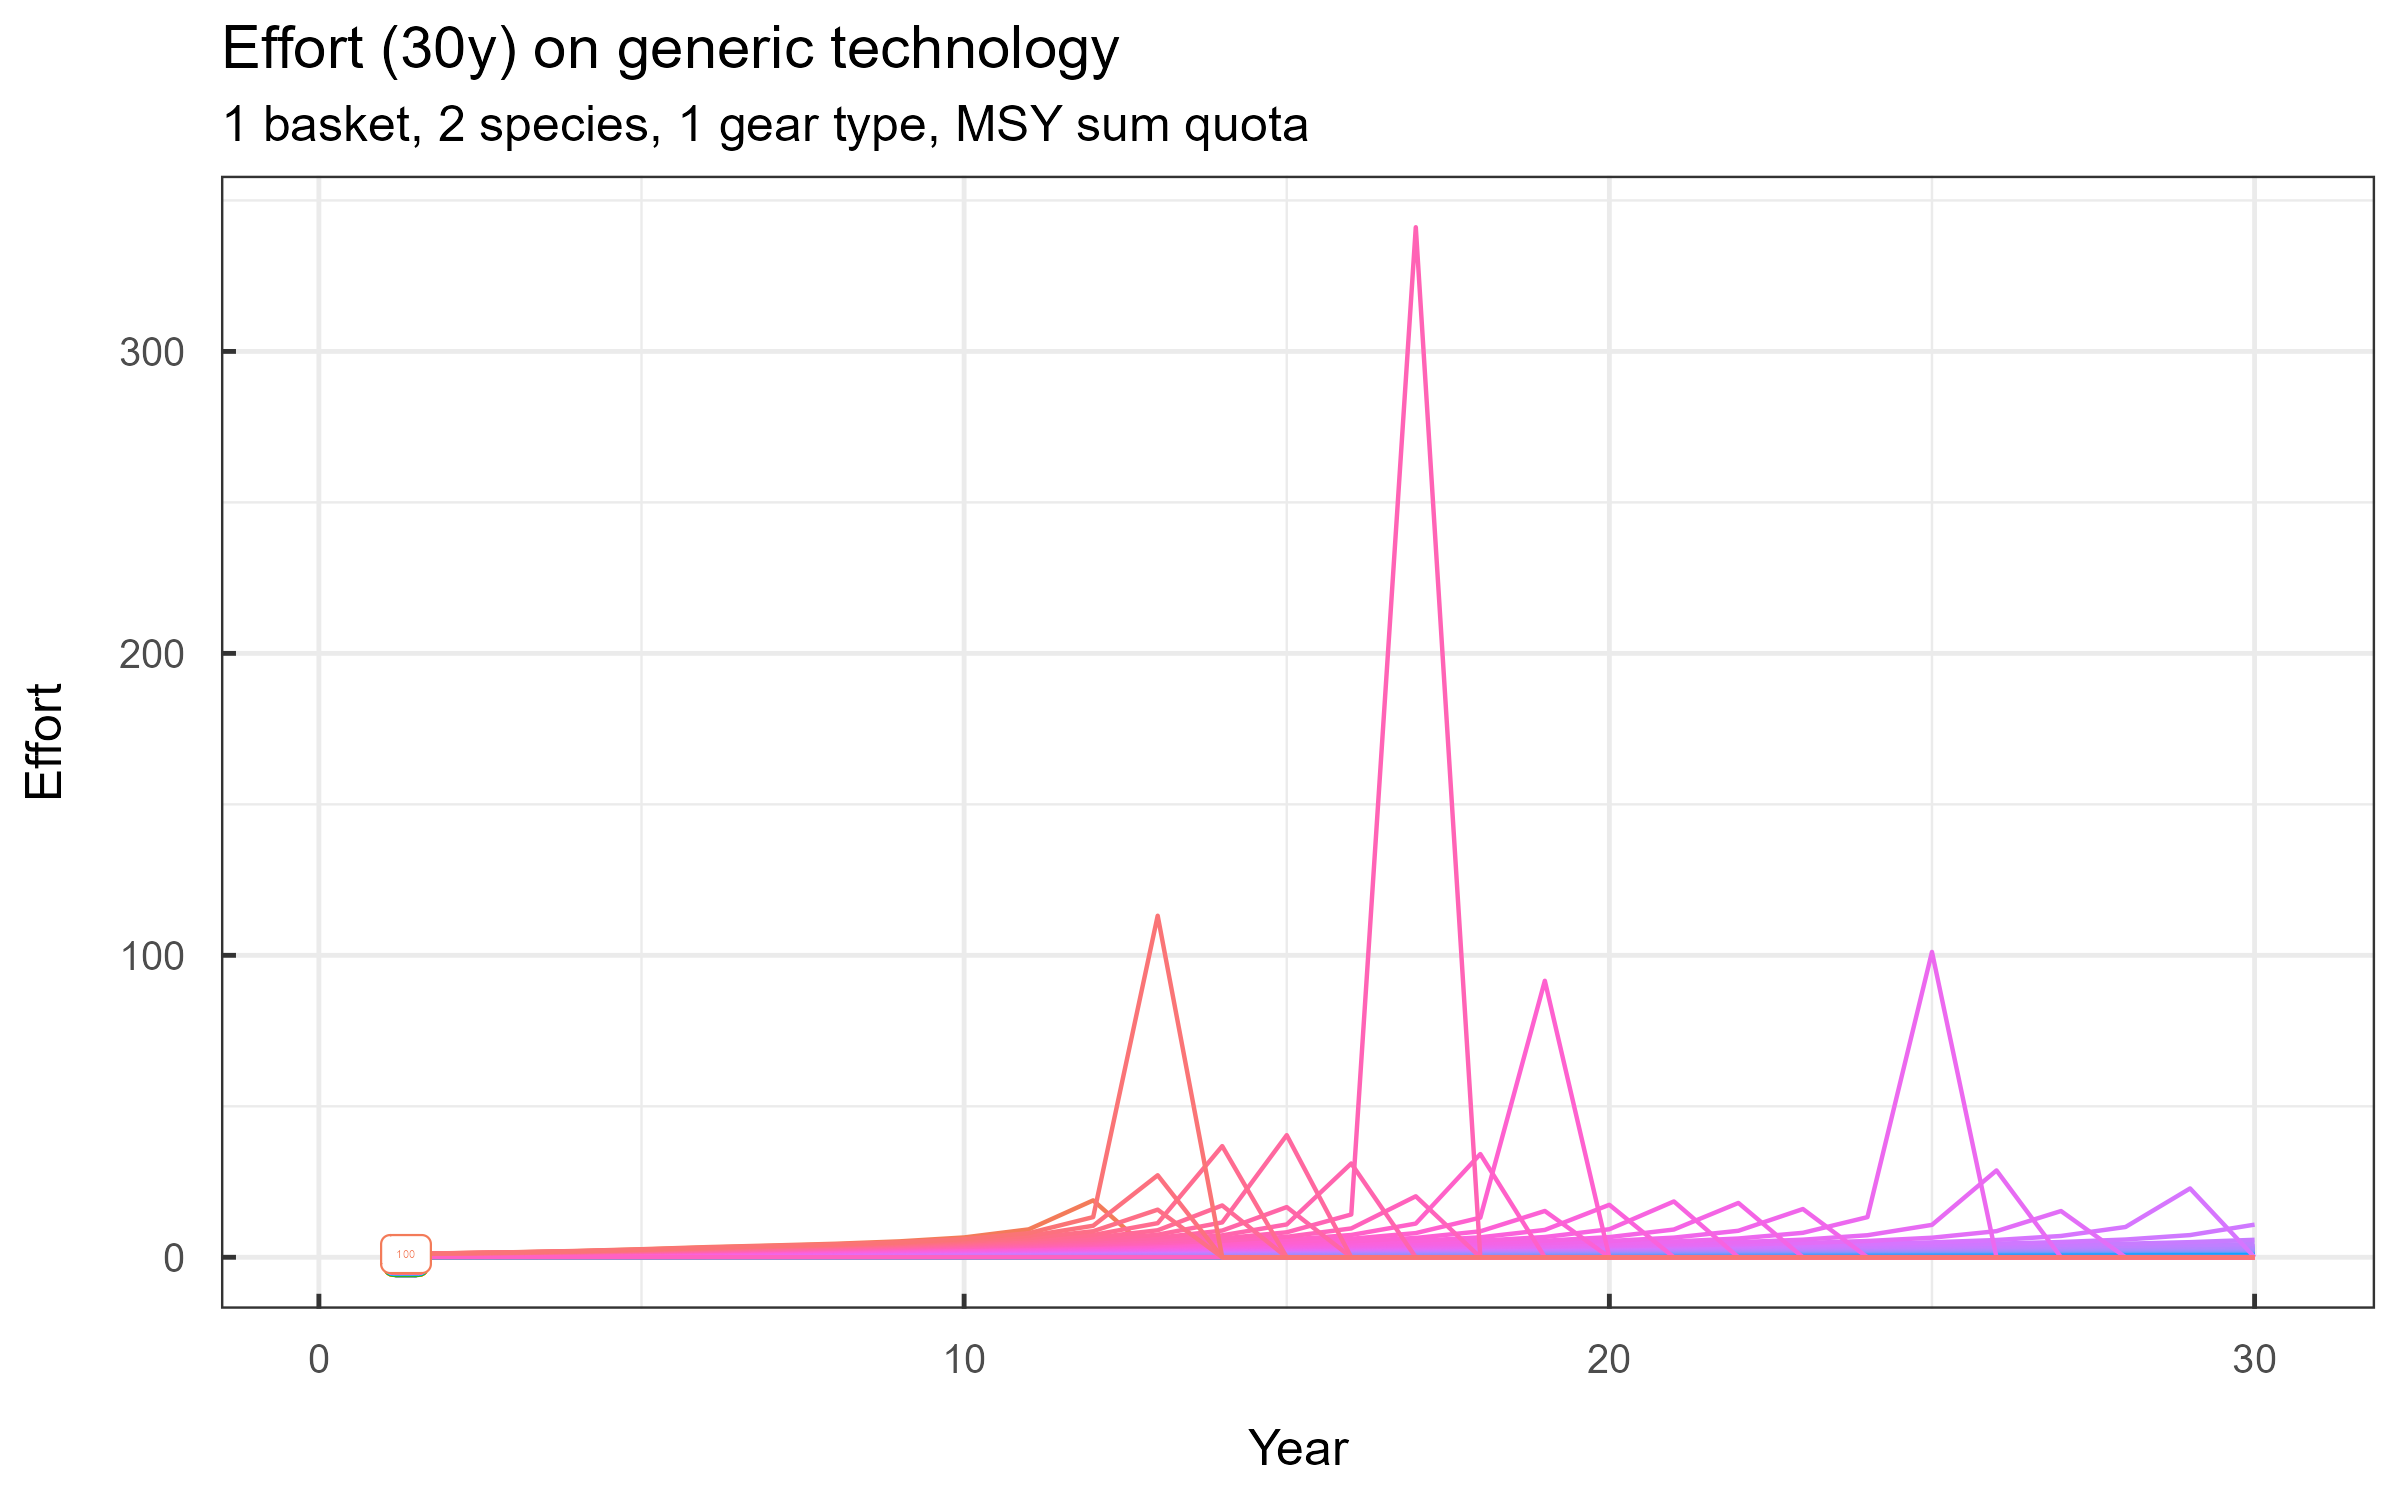 Effort (30y) on generic technology
1 basket, 2 species, 1 gear type, MSY sum quota
300
200
100
0
Effort
100
0
10
20
30
Year